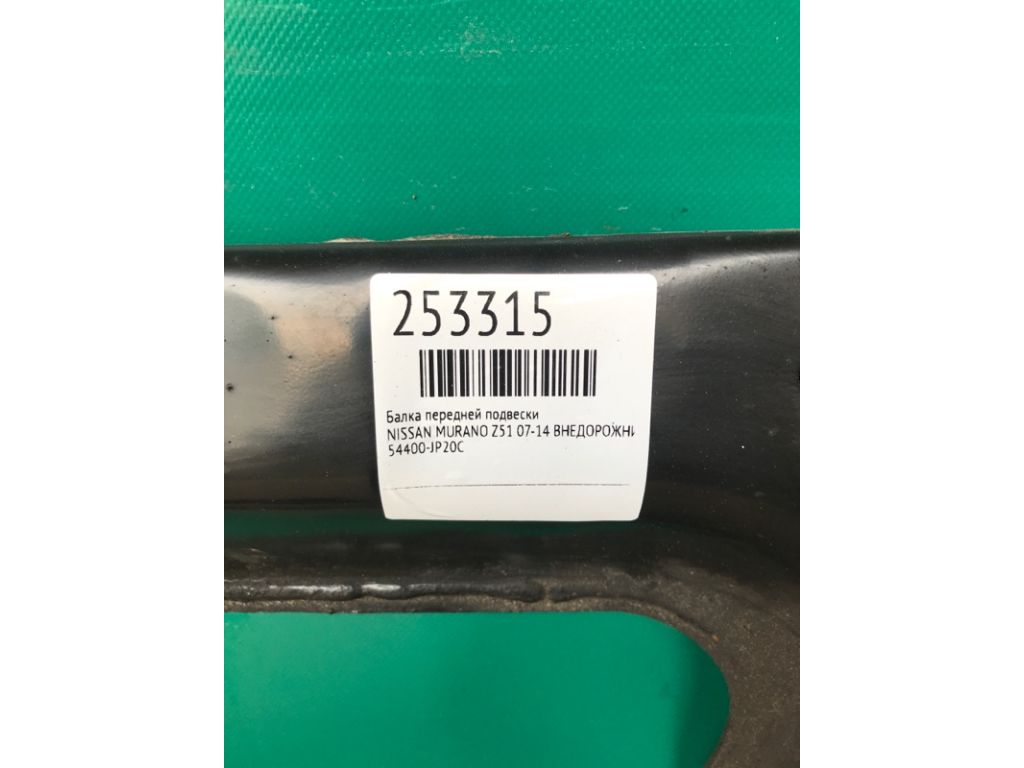 253315
Балка передней подвески
NISSAN MURANO Z51 07-14 ВНЕДОРОЖНИ
54400-JP20C